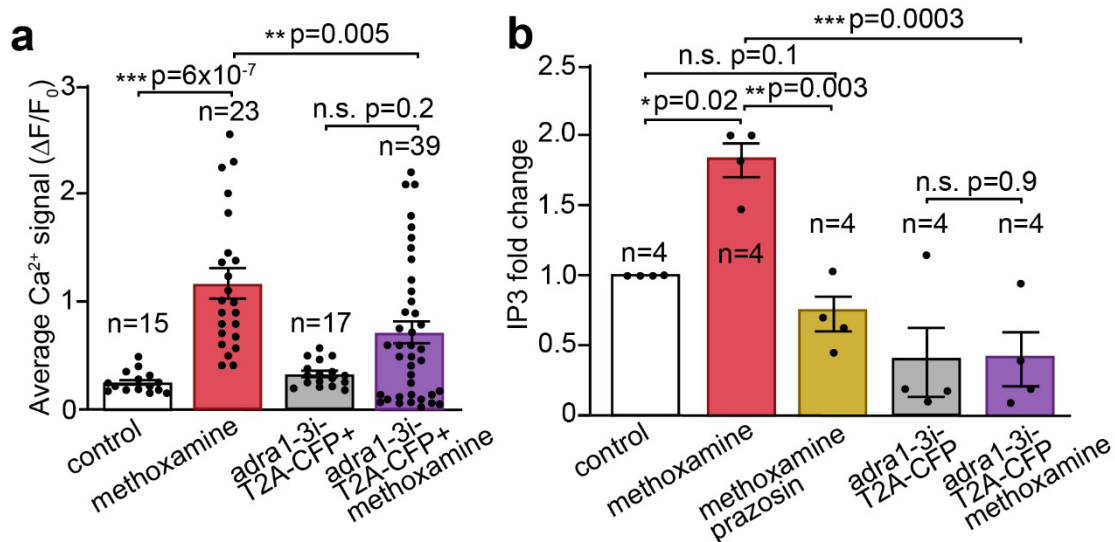 a
**p=0.005
***p=6x10⁻⁷
n=23
n.s. p=0.2
n=39
n=15
n=17
Average Ca²⁺ signal (ΔF/F₀)
3
2
1
0
control
methoxamine
adra1-3i-
T2A-CFP+
adra1-3i-
T2A-CFP+
methoxamine
b
***p=0.0003
n.s. p=0.1
*p=0.02
**p=0.003
n.s. p=0.9
n=4
n=4
n=4
n=4
n=4
IP3 fold change
2.5
2.0
1.5
1.0
0.5
0
control
methoxamine
methoxamine
prazosin
adra1-3i-
T2A-CFP
adra1-3i-
T2A-CFP
methoxamine